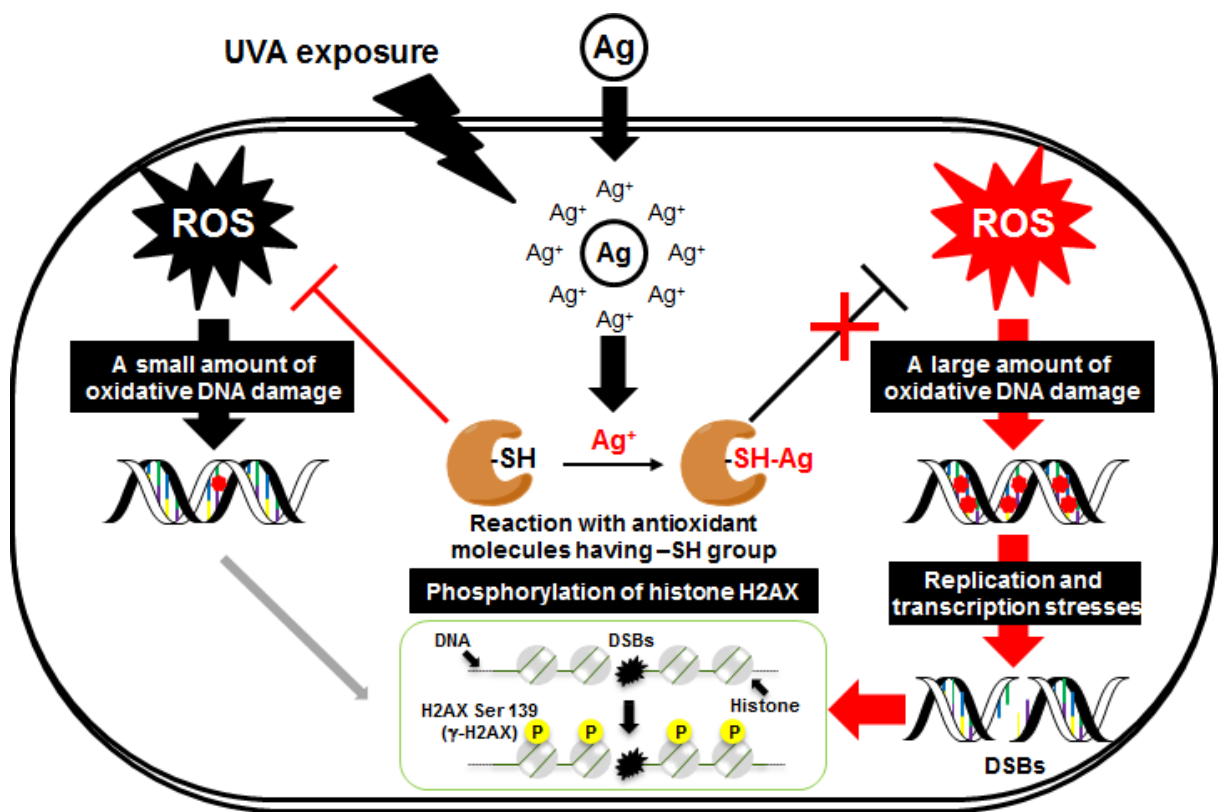 UVA exposure
Ag
Ag⁺
Ag⁺ Ag⁺
Ag⁺ Ag Ag⁺
Ag⁺ Ag⁺
Ag⁺
ROS
A small amount of
oxidative DNA damage
ROS
A large amount of
oxidative DNA damage
-SH
Ag⁺
-SH-Ag
Reaction with antioxidant
molecules having –SH group
Replication and
transcription stresses
DSBs
Phosphorylation of histone H2AX
DNA
DSBs
Histone
H2AX Ser 139
(γ-H2AX)
P P P P